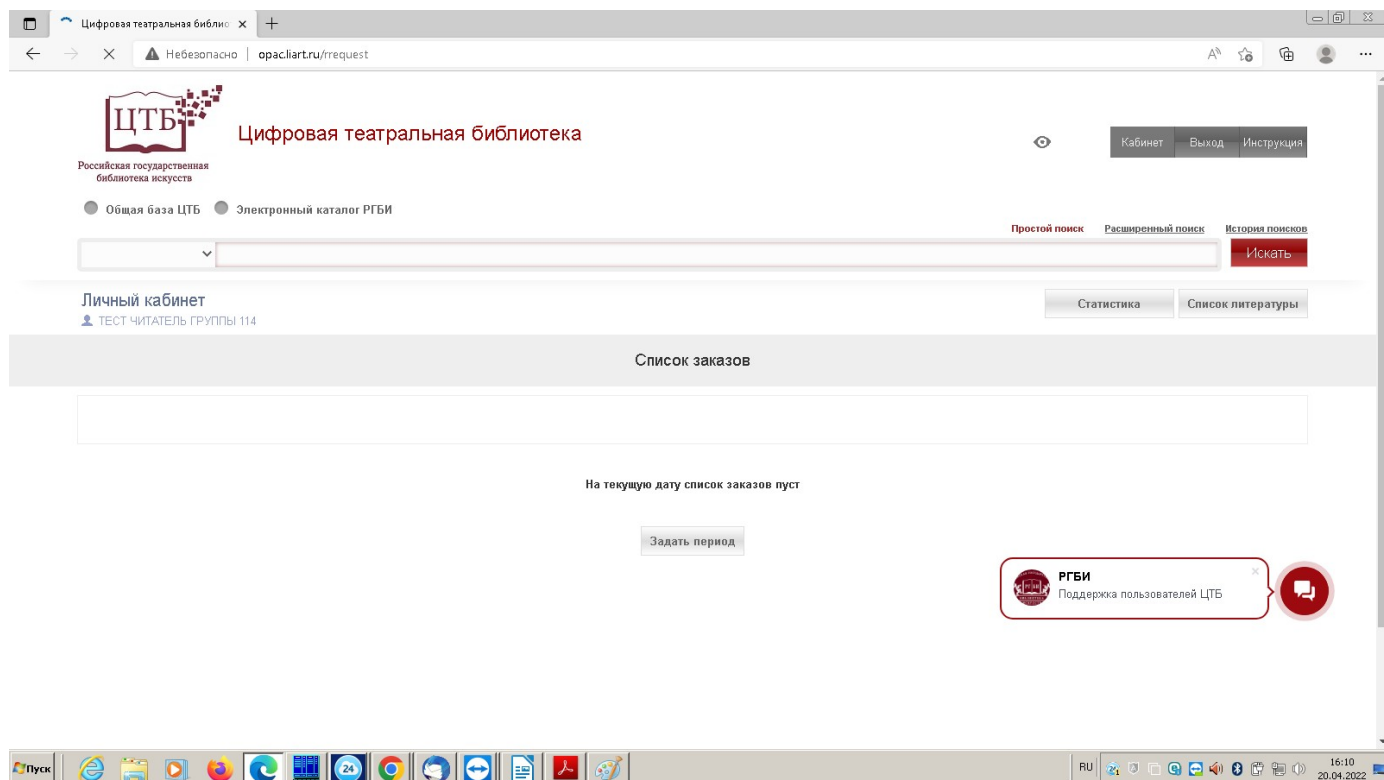 Цифровая театральная библио
Небезопасно | opac.liart.ru/rrequest
ЦТБ
Российская государственная
библиотека искусств
Цифровая театральная библиотека
Кабинет Выход Инструкция
Общая база ЦТБ Электронный каталог РГБИ
Простой поиск Расширенный поиск История поисков
Искать
Личный кабинет
ТЕСТ ЧИТАТЕЛЬ ГРУППЫ 114
Статистика Список литературы
Список заказов
На текущую дату список заказов пуст
Задать период
РГБИ
Поддержка пользователей ЦТБ
Пуск
24
RU
16:10
20.04.2022